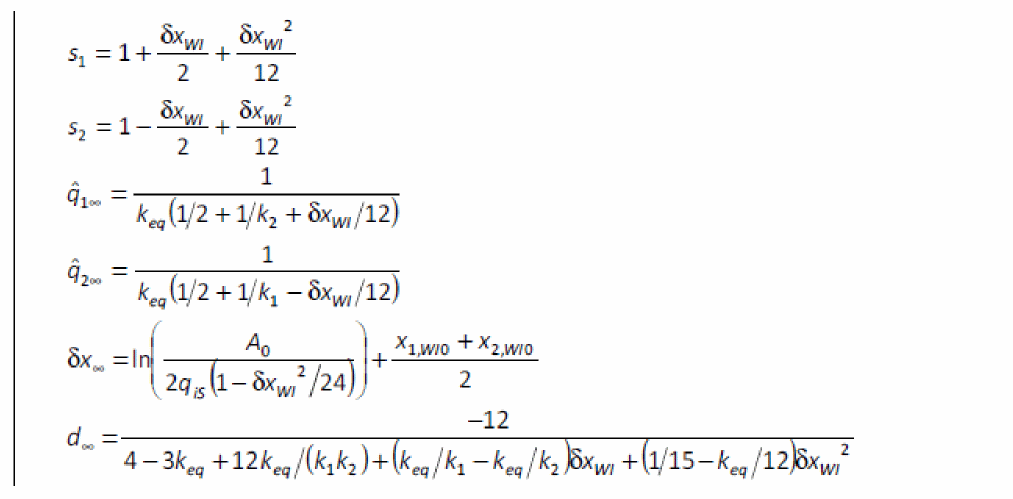 s₁ = 1 + δx_WI/2 + δx_WI²/12
s₂ = 1 − δx_WI/2 + δx_WI²/12
q̂₁∞ = 1/(k_eq(1/2 + 1/k₂ + δx_WI/12))
q̂₂∞ = 1/(k_eq(1/2 + 1/k₁ − δx_WI/12))
δx∞ = ln(A₀/(2q_is(1 − δx_WI²/24))) + (x₁,WI0 + x₂,WI0)/2
d∞ = −12/(4 − 3k_eq + 12k_eq/(k₁k₂) + (k_eq/k₁ − k_eq/k₂)δx_WI + (1/15 − k_eq/12)δx_WI²)